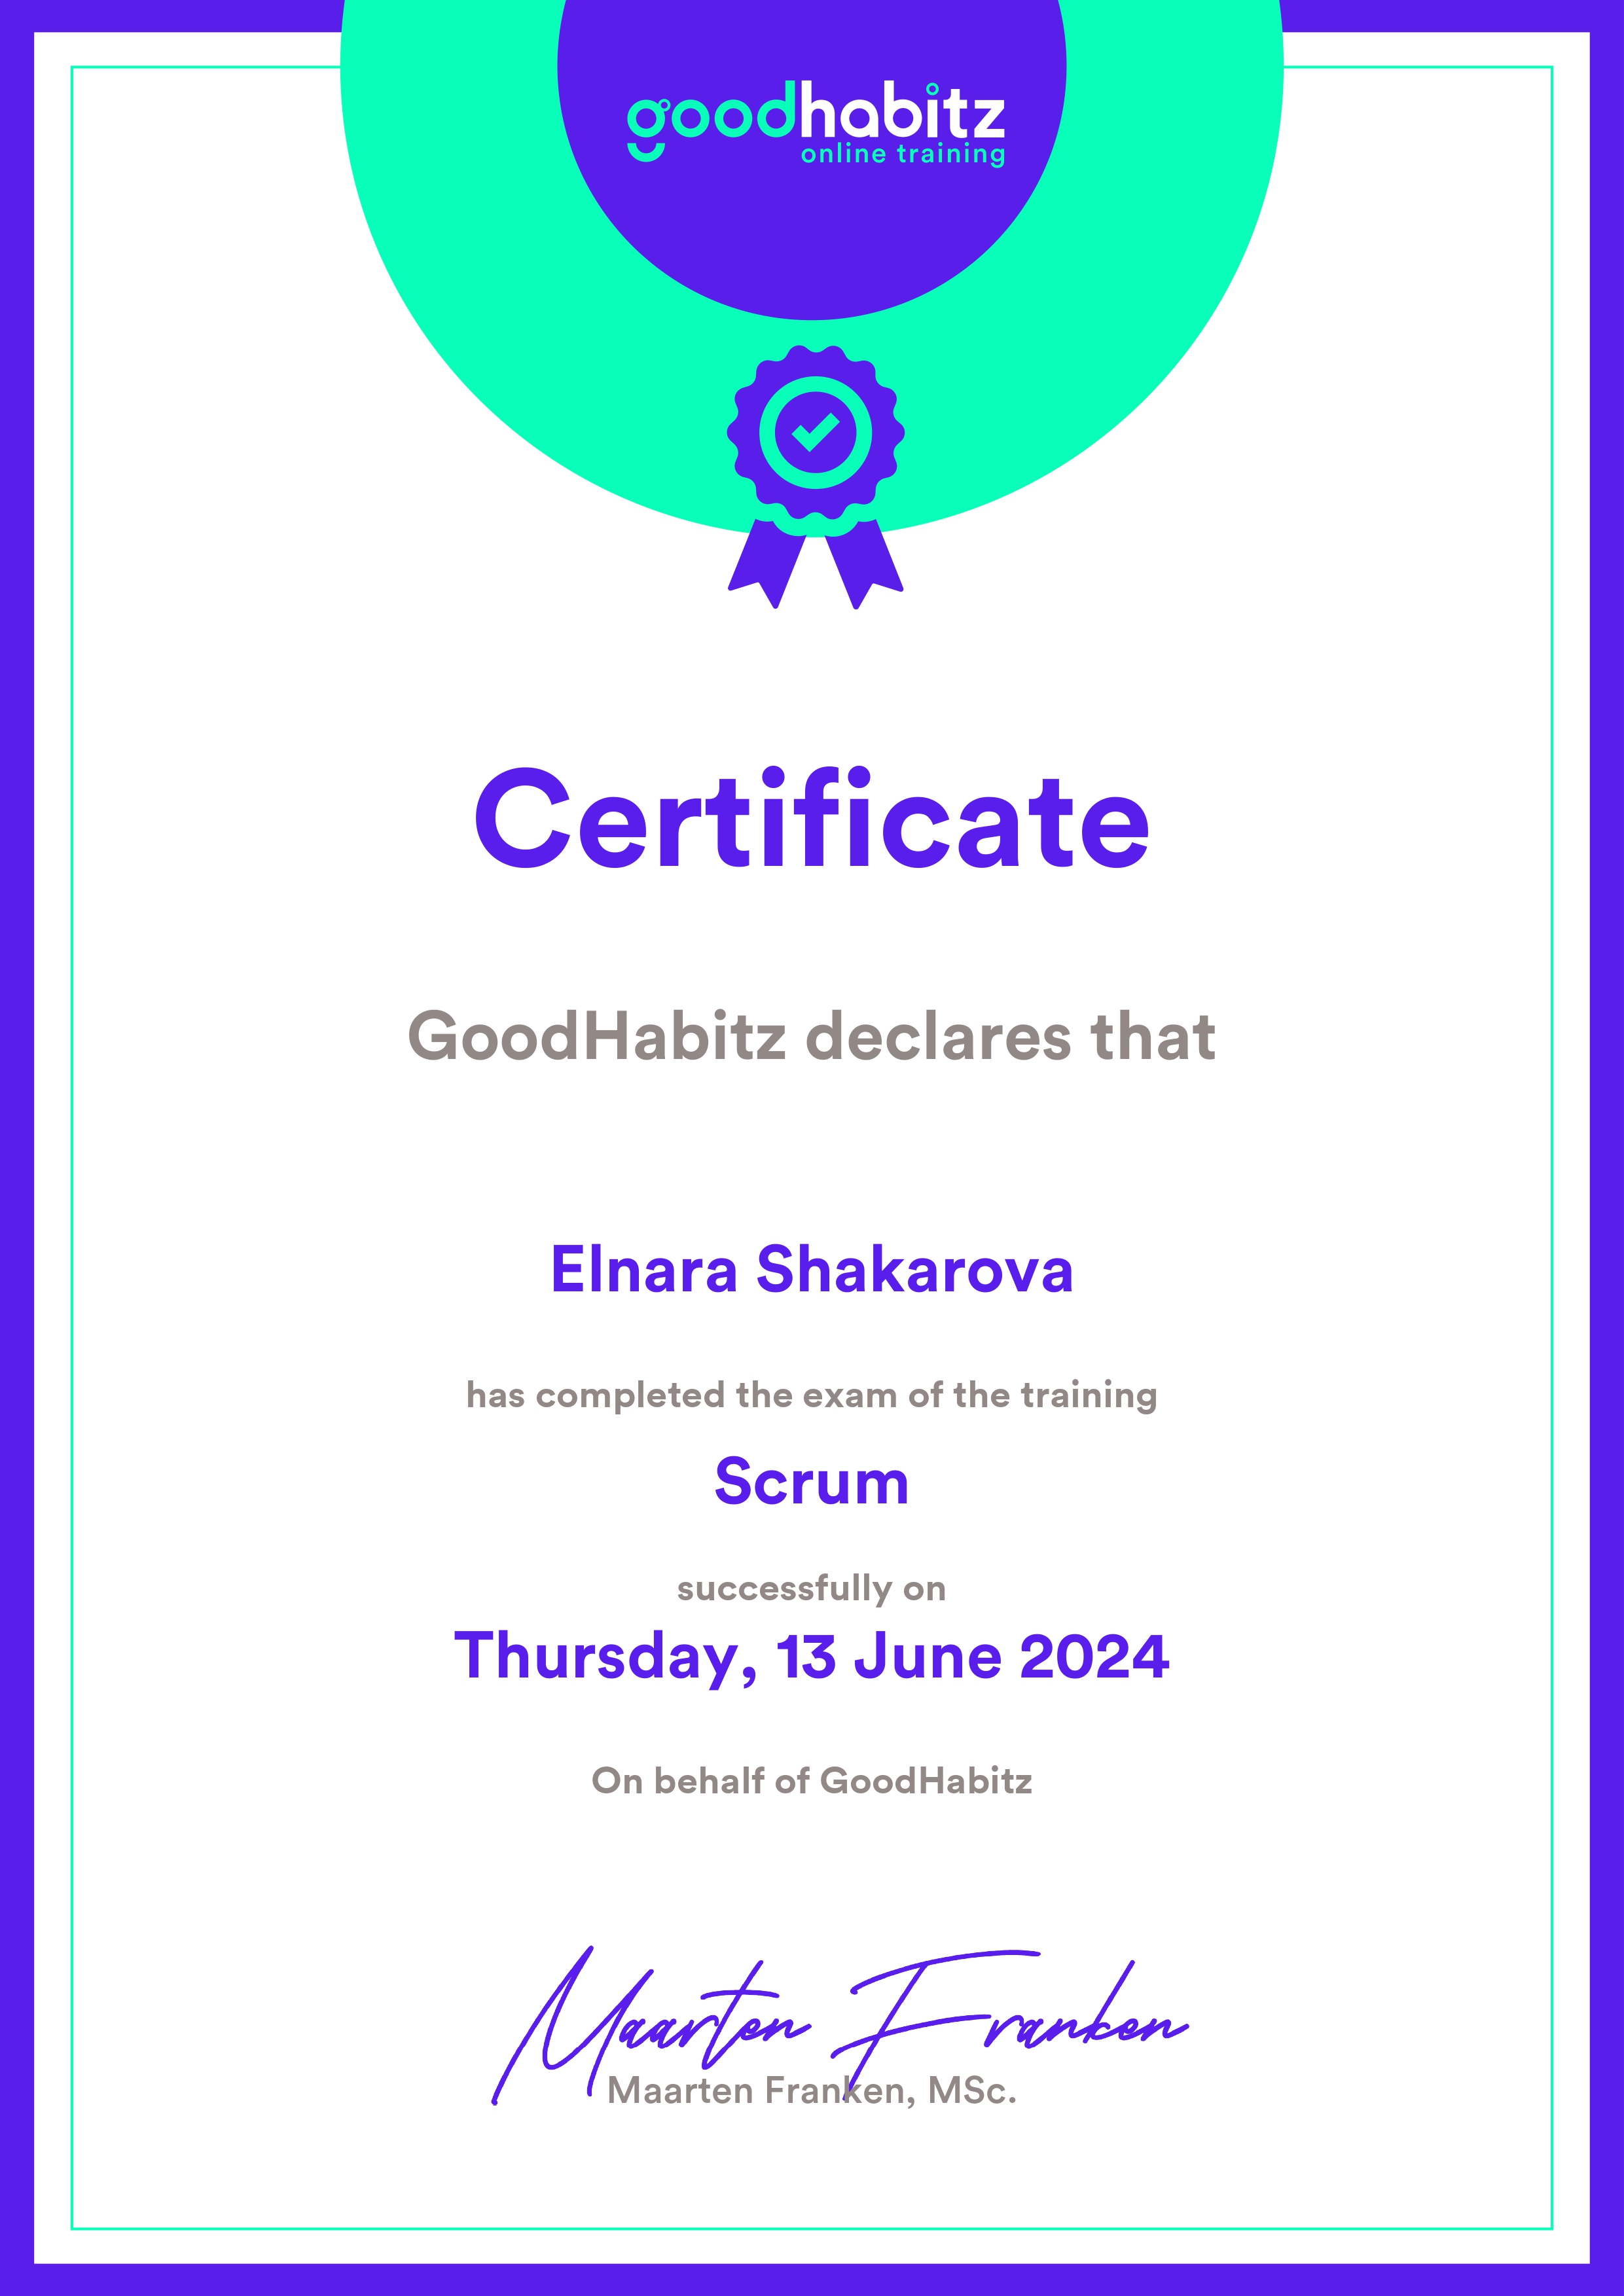 goodhabitz
online training
Certificate
GoodHabitz declares that
Elnara Shakarova
has completed the exam of the training
Scrum
successfully on
Thursday, 13 June 2024
On behalf of GoodHabitz
Maarten Franken
Maarten Franken, MSc.